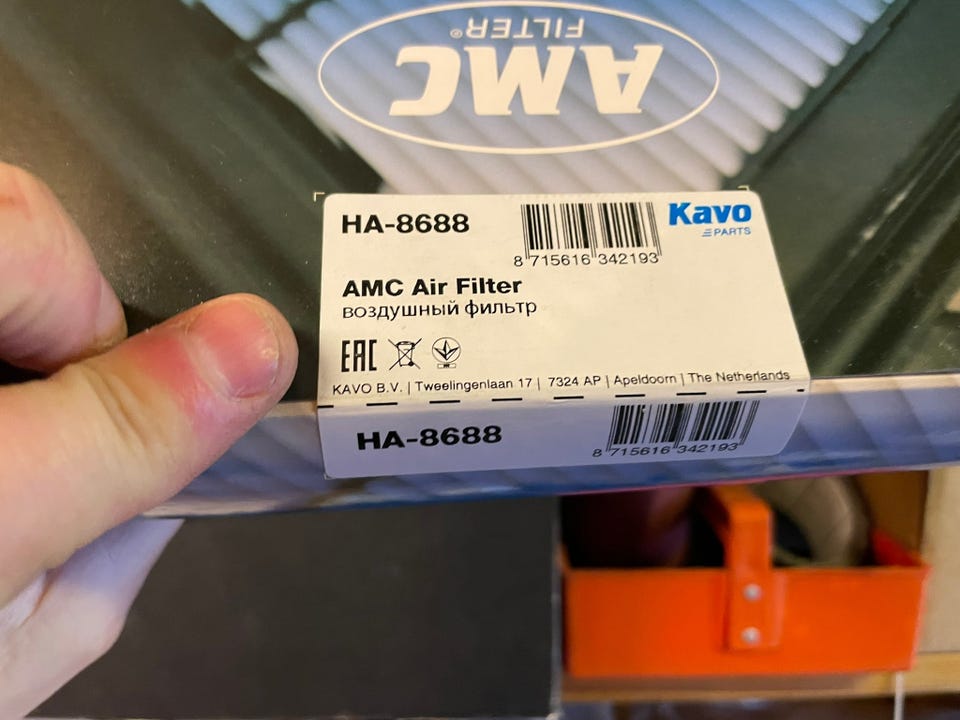 AMC
FILTER®
HA-8688
8 715616 342193
Kavo
PARTS
AMC Air Filter
воздушный фильтр
EAC
KAVO B.V. | Tweelingenlaan 17 | 7324 AP | Apeldoorn | The Netherlands
HA-8688
8 715616 342193